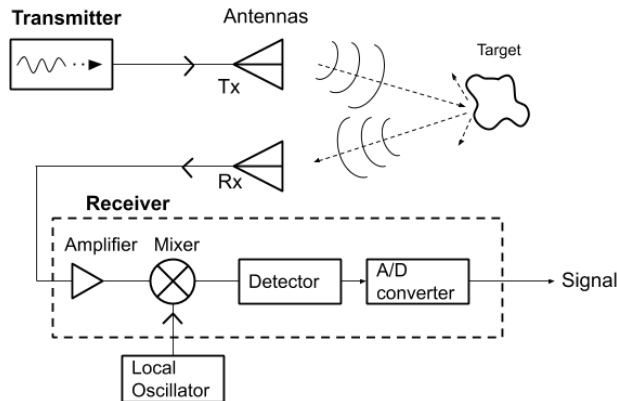 Transmitter
Antennas
Target
Tx
Rx
Receiver
Amplifier
Mixer
Detector
A/D
converter
Signal
Local
Oscillator